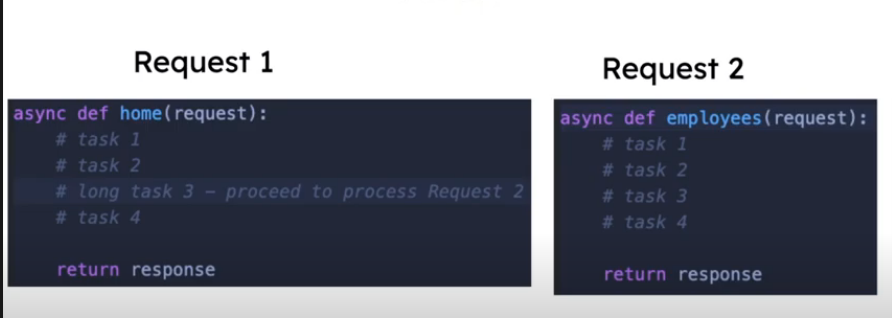 Request 1
async def home(request):
# task 1
# task 2
# long task 3 – proceed to process Request 2
# task 4
return response
Request 2
async def employees(request):
# task 1
# task 2
# task 3
# task 4
return response